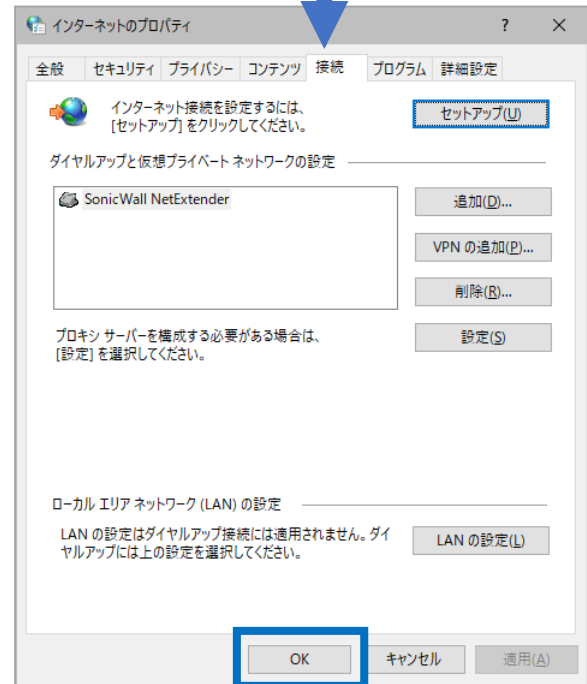 インターネットのプロパティ
?
×
全般 セキュリティ プライバシー コンテンツ 接続 プログラム 詳細設定
インターネット接続を設定するには、
[セットアップ] をクリックしてください。
セットアップ(U)
ダイヤルアップと仮想プライベート ネットワークの設定
SonicWall NetExtender
追加(D)...
VPN の追加(P)...
削除(R)...
プロキシ サーバーを構成する必要がある場合は、
[設定] を選択してください。
設定(S)
ローカル エリア ネットワーク (LAN) の設定
LAN の設定はダイヤルアップ接続には適用されません。ダイ
ヤルアップには上の設定を選択してください。
LAN の設定(L)
OK キャンセル 適用(A)